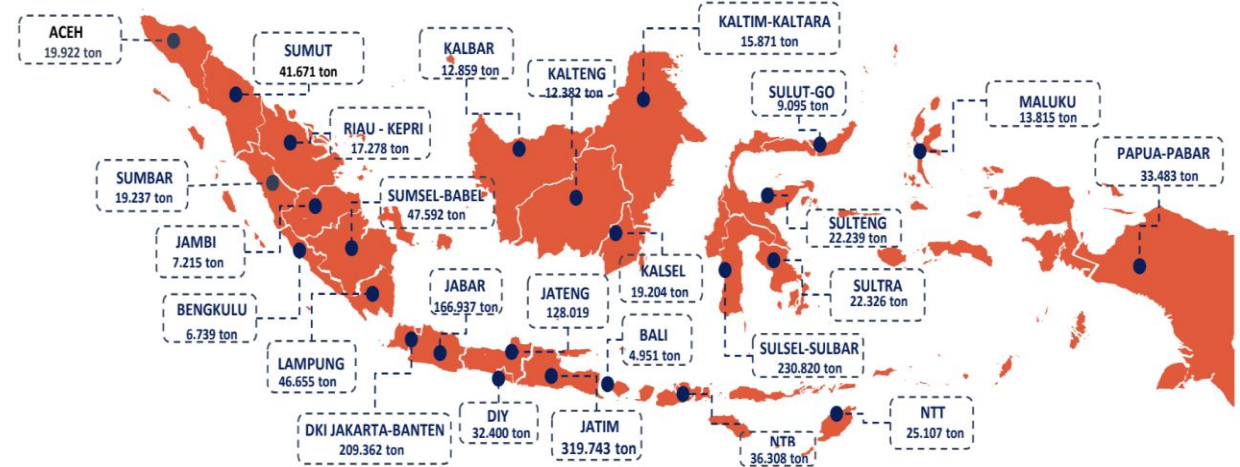 ACEH
19.922 ton
SUMUT
41.671 ton
RIAU - KEPRI
17.278 ton
SUMBAR
19.237 ton
SUMSEL-BABEL
47.592 ton
JAMBI
7.215 ton
BENGKULU
6.739 ton
LAMPUNG
46.655 ton
KALBAR
12.859 ton
KALTENG
12.382 ton
KALTIM-KALTARA
15.871 ton
KALSEL
19.204 ton
SULUT-GO
9.095 ton
SULTENG
22.239 ton
SULTRA
22.326 ton
SULSEL-SULBAR
230.820 ton
MALUKU
13.815 ton
PAPUA-PABAR
33.483 ton
JABAR
166.937 ton
JATENG
128.019
BALI
4.951 ton
DKI JAKARTA-BANTEN
209.362 ton
DIY
32.400 ton
JATIM
319.743 ton
NTB
36.308 ton
NTT
25.107 ton